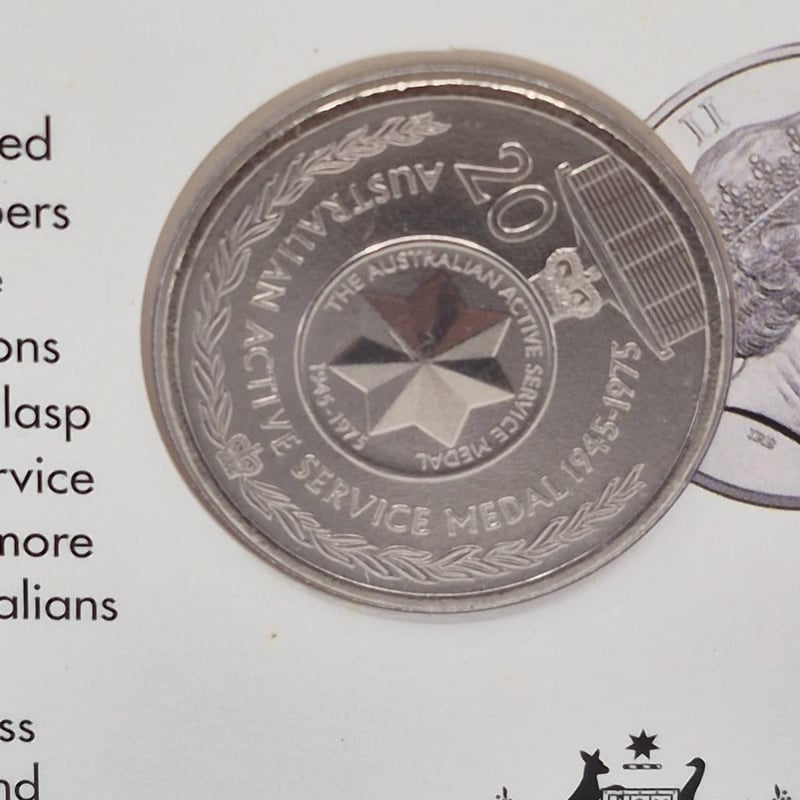 ed
bers
e
ons
lasp
rvice
more
alians
ss
nd
20
AUSTRALIAN ACTIVE SERVICE MEDAL 1945-1975
THE AUSTRALIAN ACTIVE SERVICE MEDAL
1945-1975
II